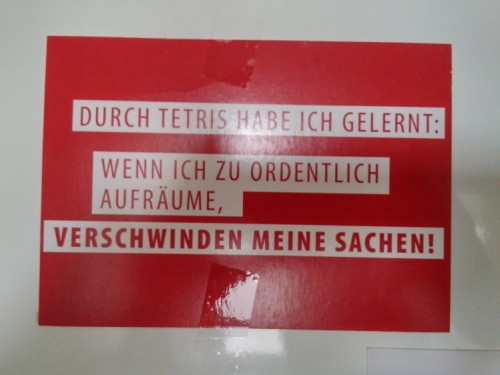 DURCH TETRIS HABE ICH GELERNT:
WENN ICH ZU ORDENTLICH
AUFRÄUME,
VERSCHWINDEN MEINE SACHEN!